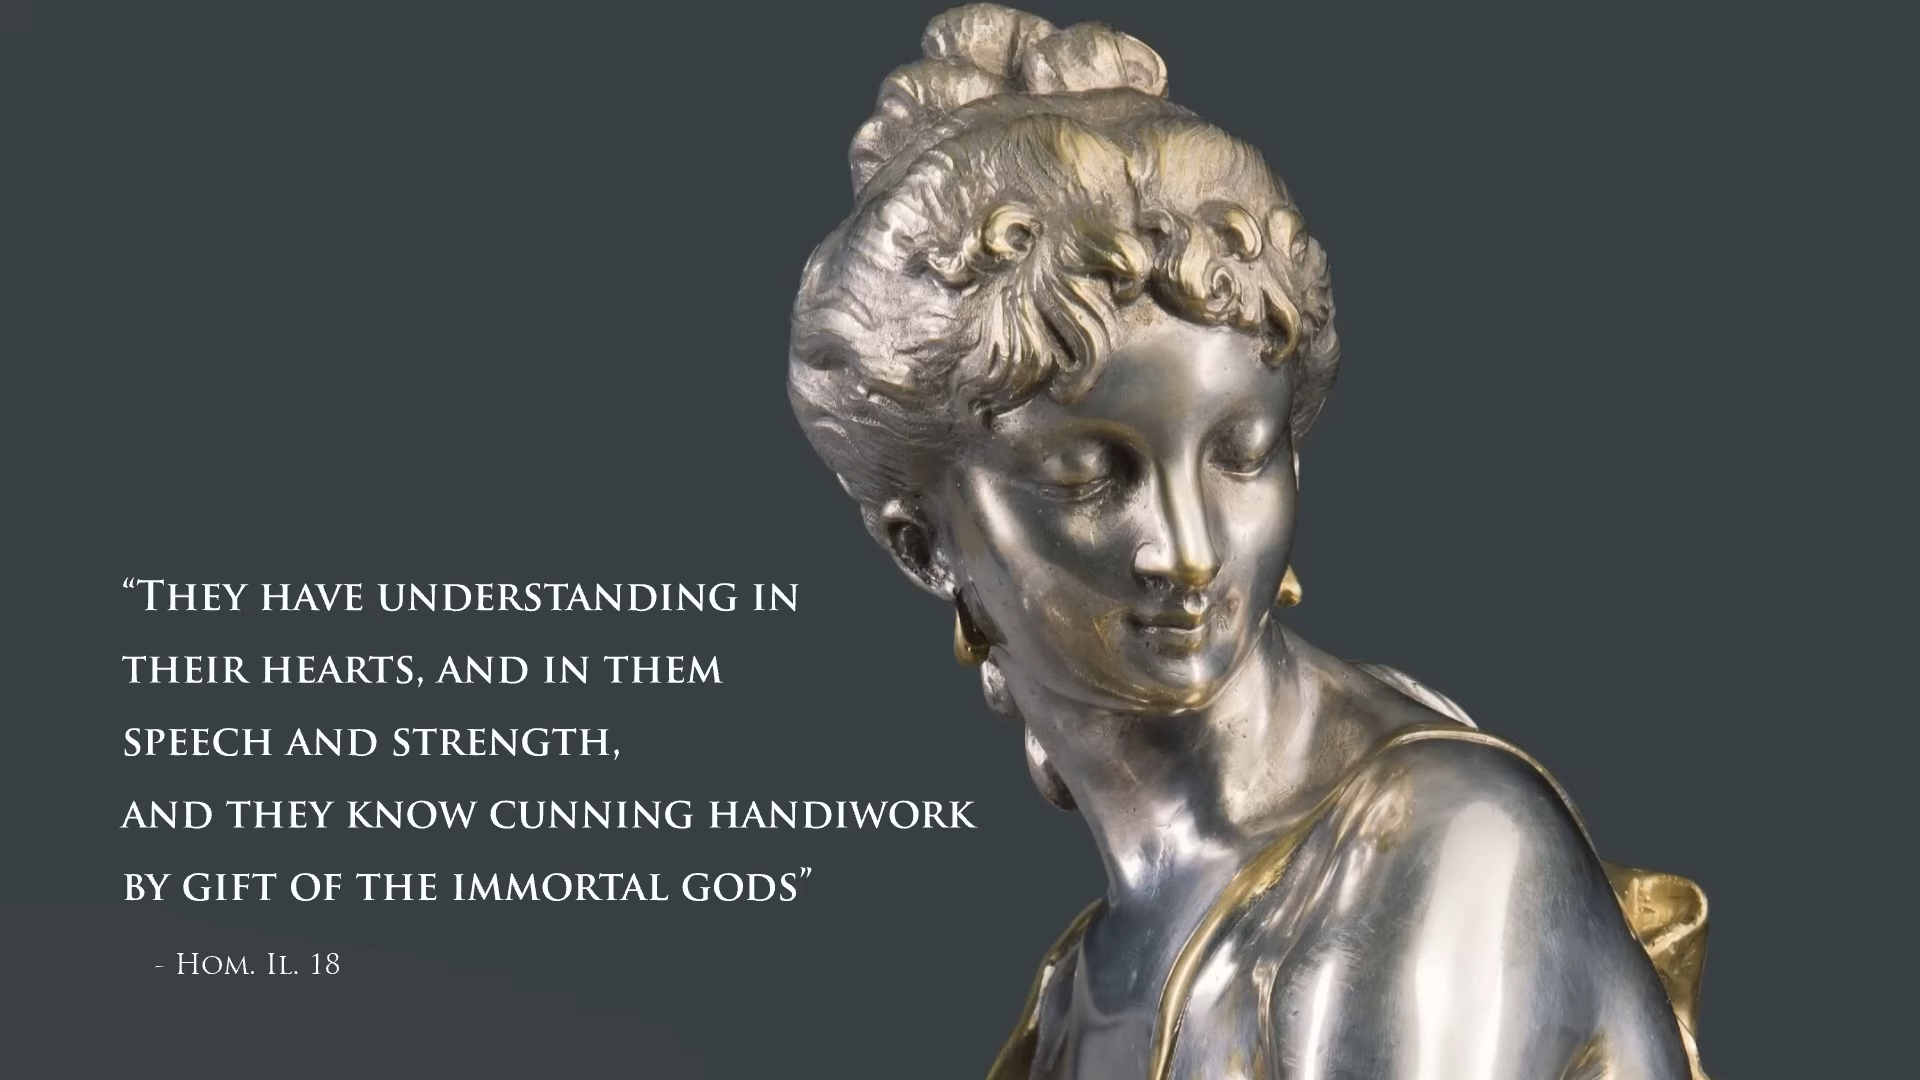 “They have understanding in
their hearts, and in them
speech and strength,
and they know cunning handiwork
by gift of the immortal gods”
- Hom. Il. 18